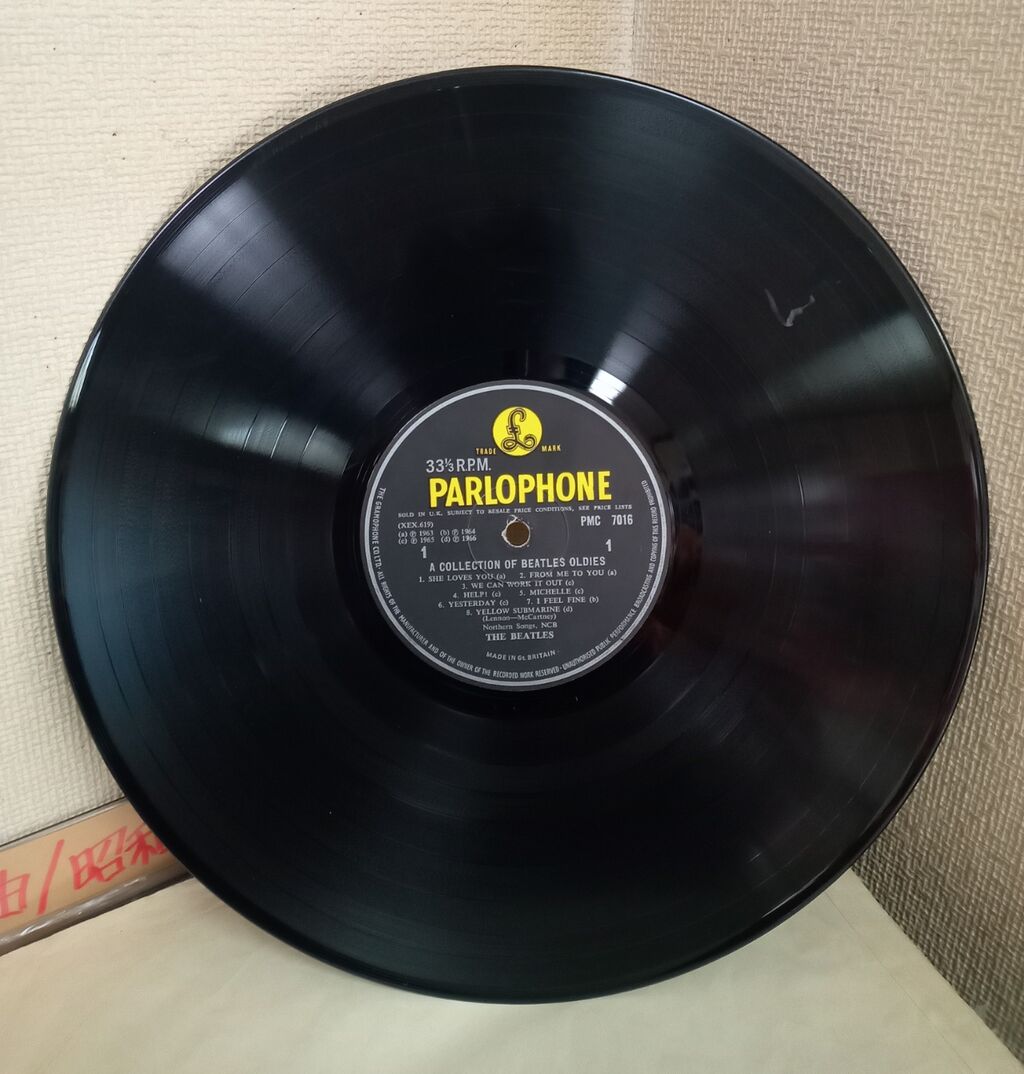 £
TRADE MARK
33⅓ R.P.M.
PARLOPHONE
SOLD IN U.K. SUBJECT TO RESALE PRICE CONDITIONS, SEE PRICE LISTS
(XEX.619)
PMC 7016
(a) ℗ 1963 (b) ℗ 1964
(c) ℗ 1965 (d) ℗ 1966
1 1
A COLLECTION OF BEATLES OLDIES
1. SHE LOVES YOU (a) 2. FROM ME TO YOU (a)
3. WE CAN WORK IT OUT (c)
4. HELP! (c) 5. MICHELLE (c)
6. YESTERDAY (c) 7. I FEEL FINE (b)
8. YELLOW SUBMARINE (d)
(Lennon—McCartney)
Northern Songs, NCB
THE BEATLES
MADE IN Gt. BRITAIN
THE GRAMOPHONE CO. LTD. · ALL RIGHTS OF THE MANUFACTURER AND OF THE OWNER OF THE RECORDED WORK RESERVED · UNAUTHORISED PUBLIC PERFORMANCE BROADCASTING AND COPYING OF THIS RECORD PROHIBITED
/昭和